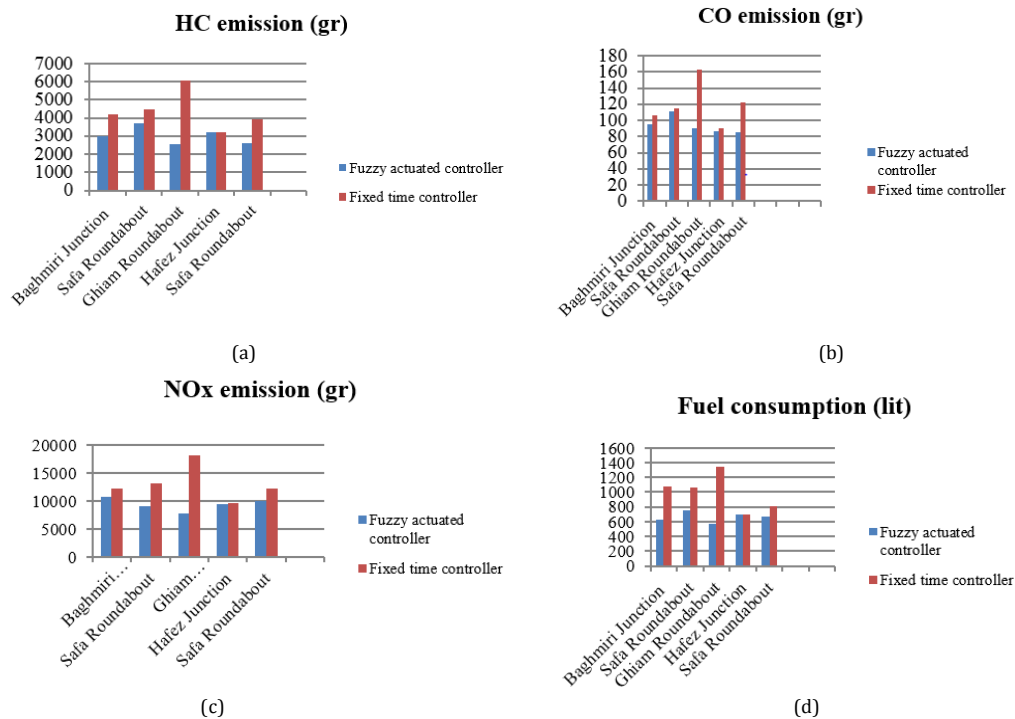 HC emission (gr)
7000
6000
5000
4000
3000
2000
1000
0
Baghmiri Junction
Safa Roundabout
Ghiam Roundabout
Hafez Junction
Safa Roundabout
Fuzzy actuated controller
Fixed time controller
(a)
CO emission (gr)
180
160
140
120
100
80
60
40
20
0
Baghmiri Junction
Safa Roundabout
Ghiam Roundabout
Hafez Junction
Safa Roundabout
Fuzzy actuated
controller
Fixed time controller
(b)
NOx emission (gr)
20000
15000
10000
5000
0
Baghmiri…
Safa Roundabout
Ghiam…
Hafez Junction
Safa Roundabout
Fuzzy actuated
controller
Fixed time controller
(c)
Fuel consumption (lit)
1600
1400
1200
1000
800
600
400
200
0
Baghmiri Junction
Safa Roundabout
Ghiam Roundabout
Hafez Junction
Safa Roundabout
Fuzzy actuated
controller
Fixed time controller
(d)